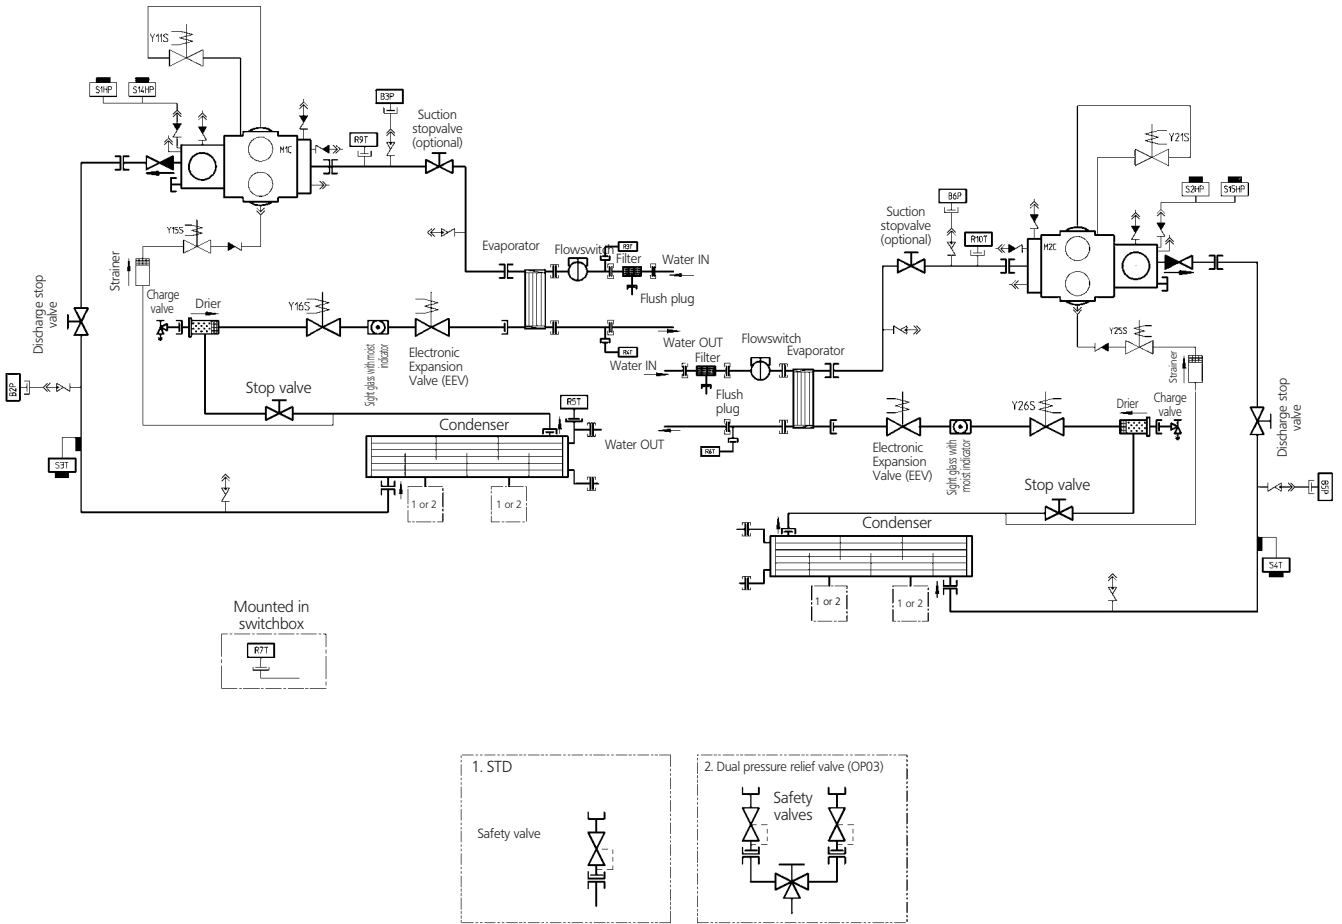 Y11S
S1HP
S14HP
M1C
R9T
B3P
Suction
stopvalve
(optional)
Y15S
Strainer
Discharge stop
valve
B2P
S3T
Charge
valve
Drier
Y16S
Sight glass with moist
indicator
Electronic
Expansion
Valve (EEV)
Evaporator
Flowswitch
R3T
Filter
Water IN
Flush plug
Water OUT
R4T
Stop valve
Condenser
R5T
Water OUT
1 or 2
1 or 2
Y21S
S2HP
S15HP
M2C
B6P
R10T
Suction
stopvalve
(optional)
Y25S
Strainer
Water IN
Filter
Flowswitch
Evaporator
Flush
plug
R6T
Electronic
Expansion
Valve (EEV)
Sight glass with
moist indicator
Y26S
Drier
Charge
valve
Discharge stop
valve
B5P
S4T
Stop valve
Condenser
1 or 2
1 or 2
Mounted in
switchbox
R7T
1. STD
Safety valve
2. Dual pressure relief valve (OP03)
Safety
valves